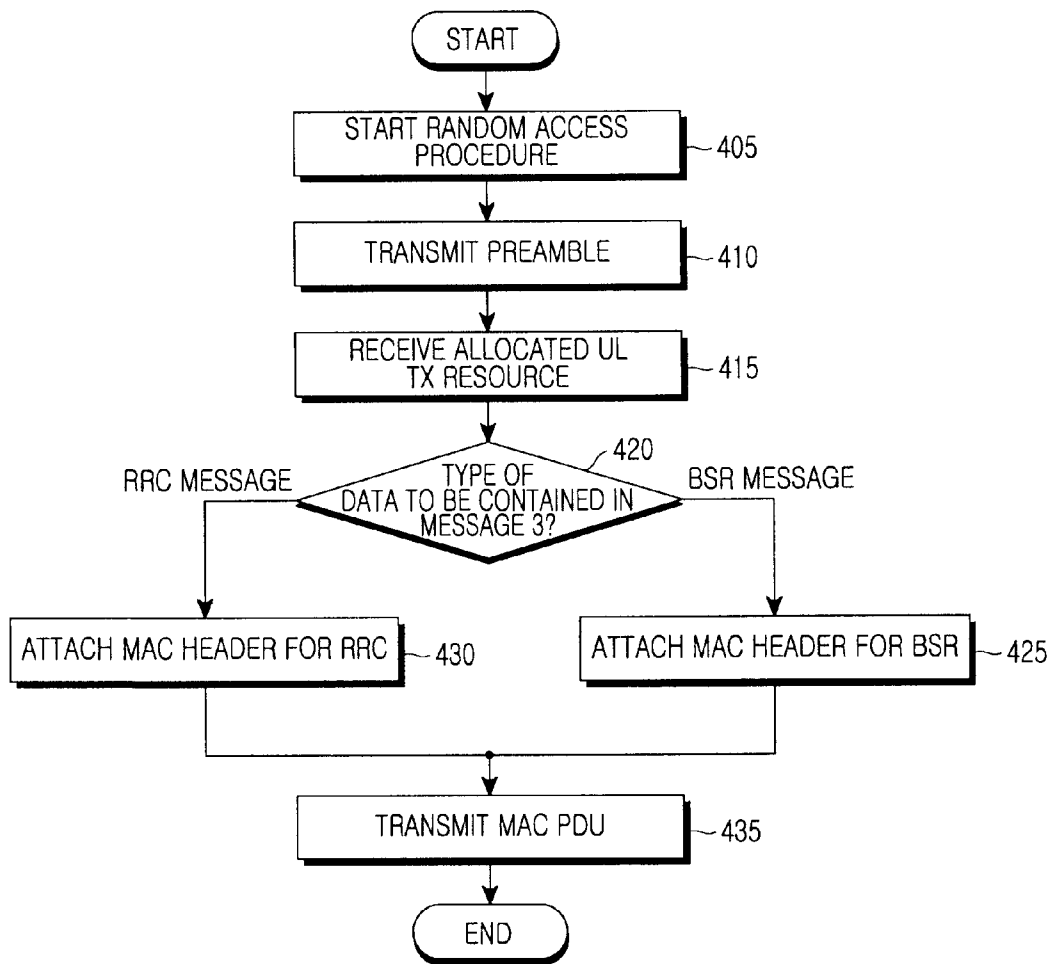 START
START RANDOM ACCESS
PROCEDURE
405
TRANSMIT PREAMBLE
410
RECEIVE ALLOCATED UL
TX RESOURCE
415
420
RRC MESSAGE
TYPE OF
DATA TO BE CONTAINED IN
MESSAGE 3?
BSR MESSAGE
ATTACH MAC HEADER FOR RRC
430
ATTACH MAC HEADER FOR BSR
425
TRANSMIT MAC PDU
435
END